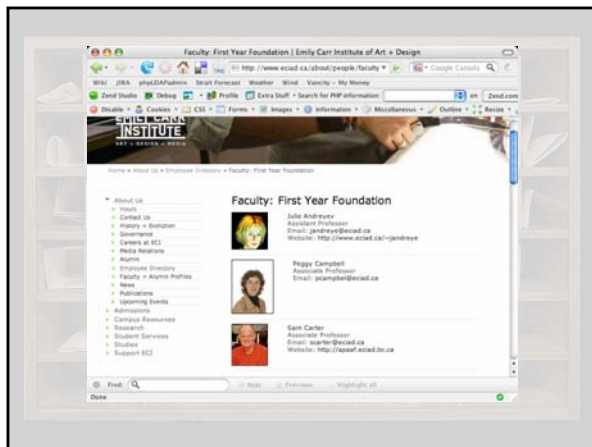 Faculty: First Year Foundation | Emily Carr Institute of Art + Design
http://www.eciad.ca/about/people/faculty
Google Canada
Wiki JIRA phpLDAPadmin Strait Forecast Weather Wind Vancity - My Money
Zend Studio Debug Profile Extra Stuff Search for PHP information: en Zend.com
Disable Cookies CSS Forms Images Information Miscellaneous Outline Resize
EMILY CARR
INSTITUTE
ART + DESIGN + MEDIA
Home » About Us » Employee Directory » Faculty: First Year Foundation
About Us
Hours
Contact Us
History + Evolution
Governance
Careers at ECI
Media Relations
Alumni
Employee Directory
Faculty + Alumni Profiles
News
Publications
Upcoming Events
Admissions
Campus Resources
Research
Student Services
Studies
Support ECI
Faculty: First Year Foundation
Julie Andreyev
Assistant Professor
Email: jandreye@eciad.ca
Website: http://www.eciad.ca/~jandreye
Peggy Campbell
Associate Professor
Email: pcampbel@eciad.ca
Sam Carter
Associate Professor
Email: scarter@eciad.ca
Website: http://apaaf.eciad.bc.ca
Find: Next Previous Highlight all
Done